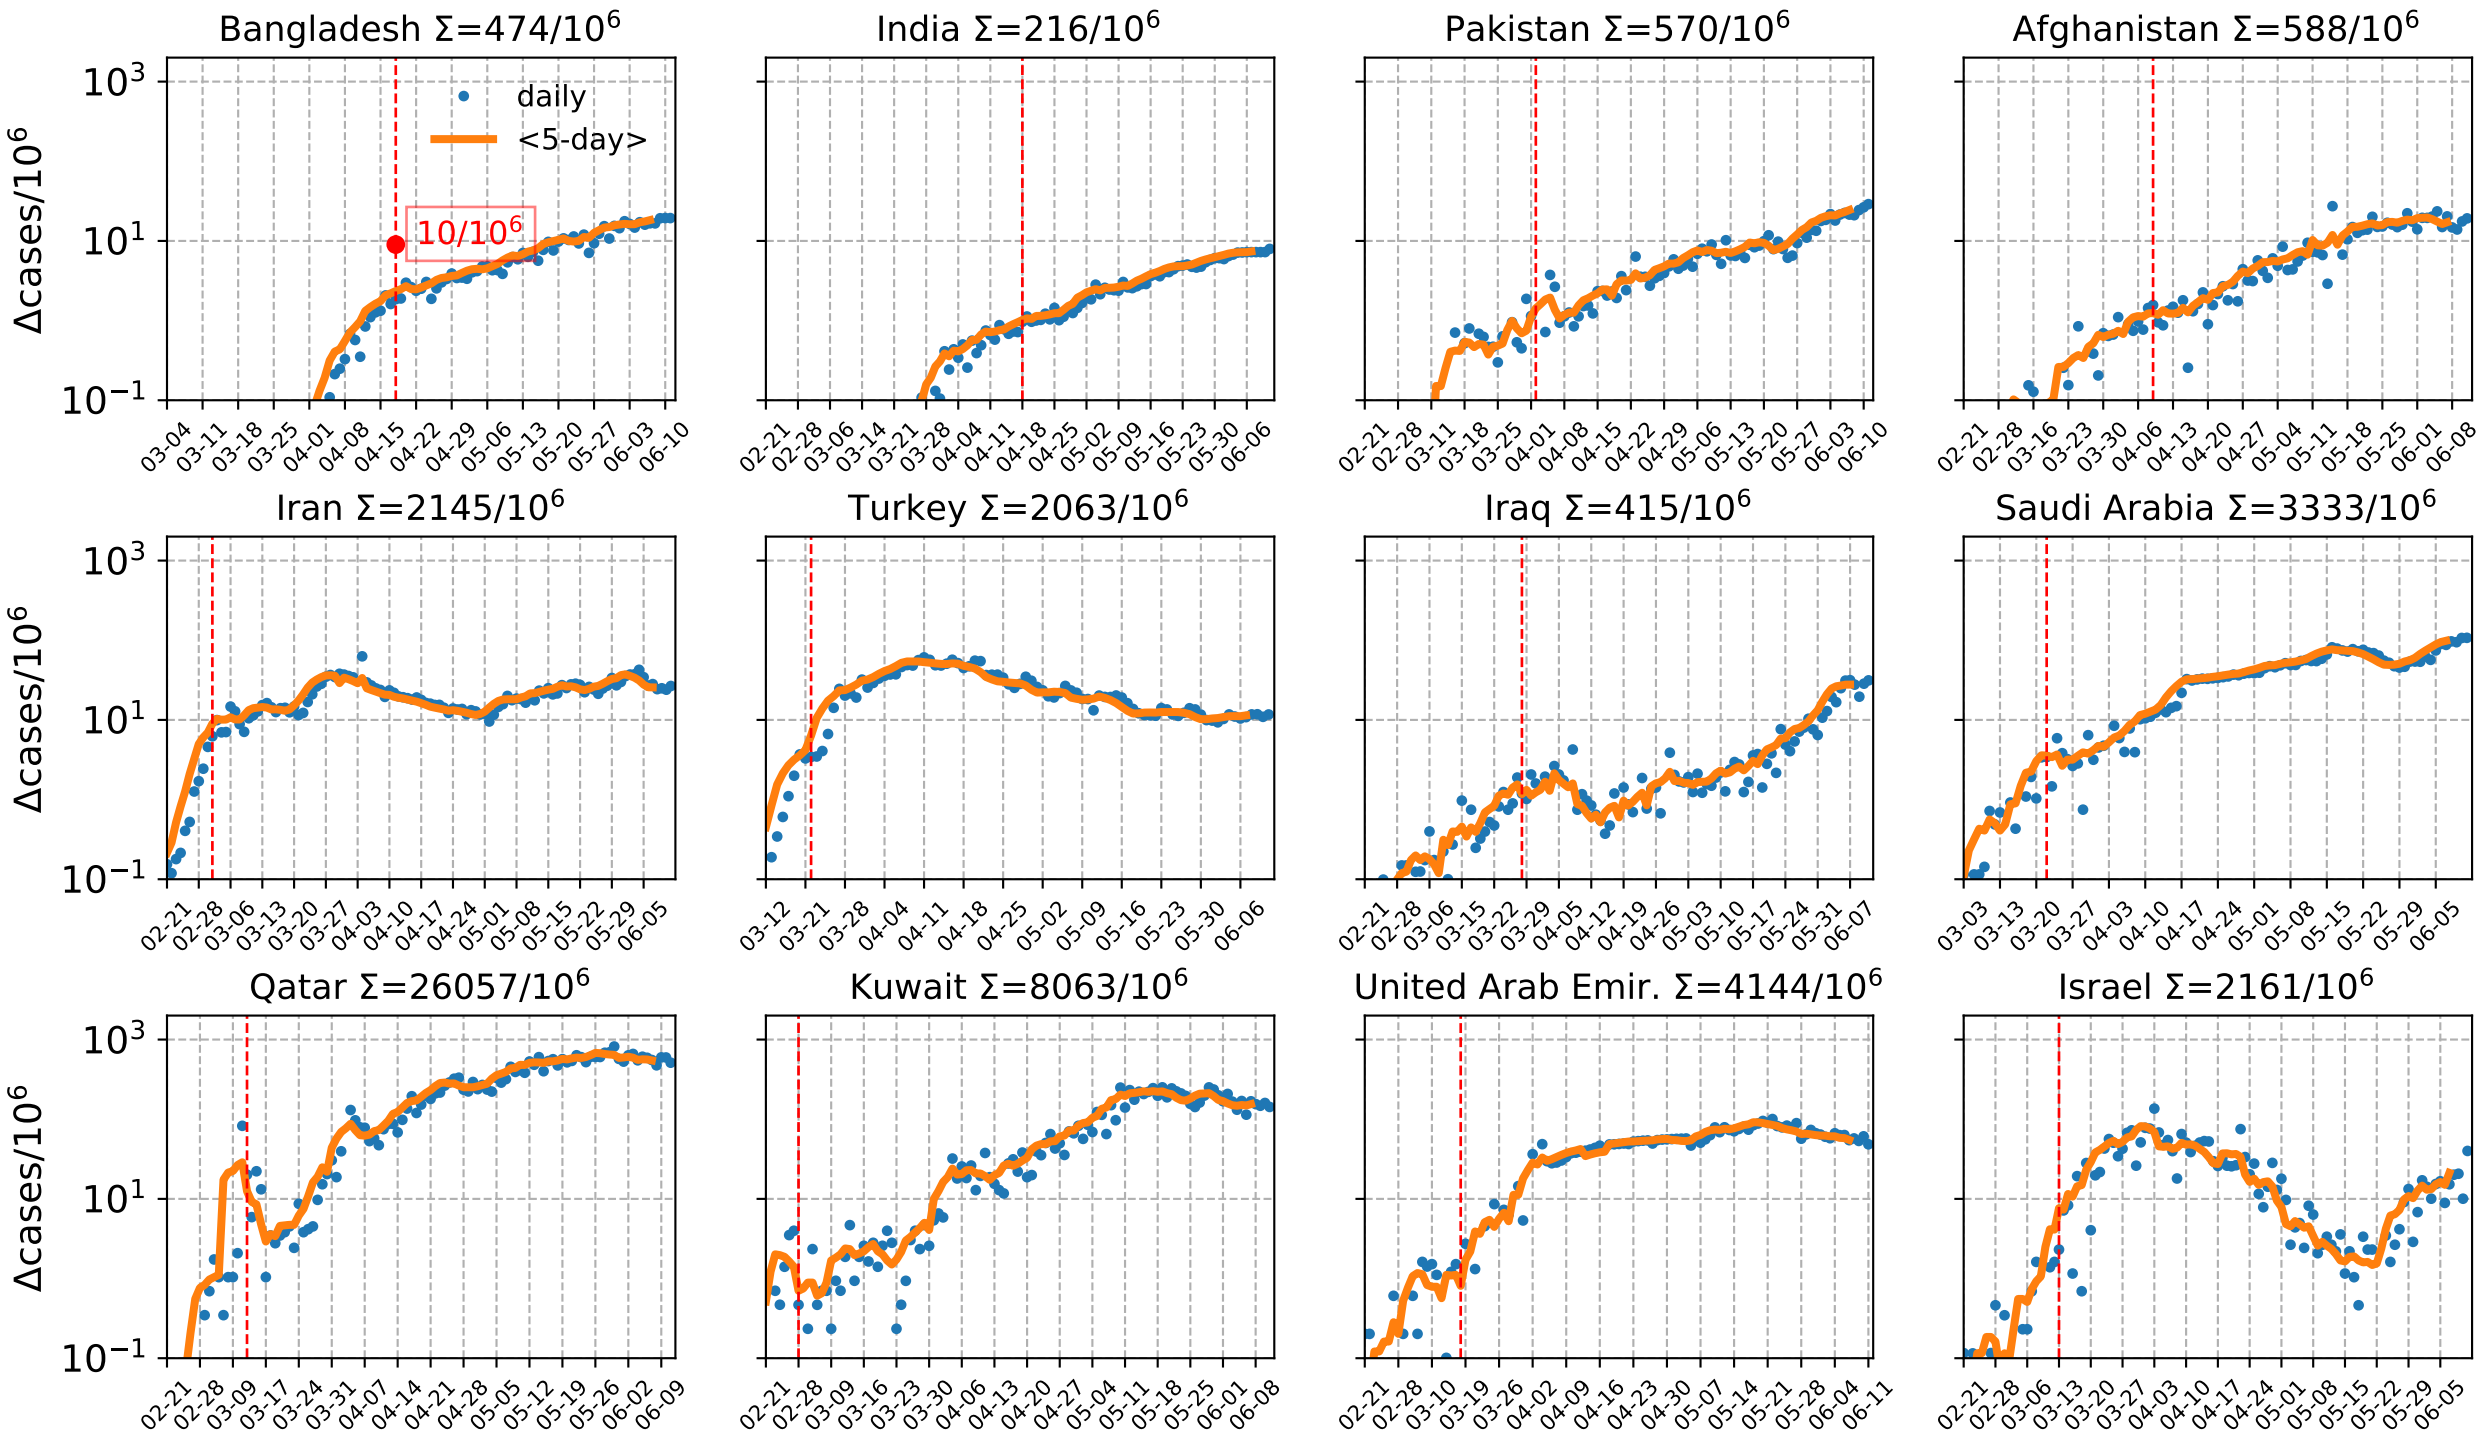 Bangladesh Σ=474/10⁶
India Σ=216/10⁶
Pakistan Σ=570/10⁶
Afghanistan Σ=588/10⁶
Δcases/10⁶
10³
10¹
10⁻¹
daily
<5-day>
10/10⁶
03-04 03-11 03-18 03-25 04-01 04-08 04-15 04-22 04-29 05-06 05-13 05-20 05-27 06-03 06-10
02-21 02-28 03-06 03-14 03-21 03-28 04-04 04-11 04-18 04-25 05-02 05-09 05-16 05-23 05-30 06-06
02-21 02-28 03-11 03-18 03-25 04-01 04-08 04-15 04-22 04-29 05-06 05-13 05-20 05-27 06-03 06-10
02-21 02-28 03-16 03-23 03-30 04-06 04-13 04-20 04-27 05-04 05-11 05-18 05-25 06-01 06-08
Iran Σ=2145/10⁶
Turkey Σ=2063/10⁶
Iraq Σ=415/10⁶
Saudi Arabia Σ=3333/10⁶
Δcases/10⁶
10³
10¹
10⁻¹
02-21 02-28 03-06 03-13 03-20 03-27 04-03 04-10 04-17 04-24 05-01 05-08 05-15 05-22 05-29 06-05
03-12 03-21 03-28 04-04 04-11 04-18 04-25 05-02 05-09 05-16 05-23 05-30 06-06
02-21 02-28 03-06 03-15 03-22 03-29 04-05 04-12 04-19 04-26 05-03 05-10 05-17 05-24 05-31 06-07
03-03 03-13 03-20 03-27 04-03 04-10 04-17 04-24 05-01 05-08 05-15 05-22 05-29 06-05
Qatar Σ=26057/10⁶
Kuwait Σ=8063/10⁶
United Arab Emir. Σ=4144/10⁶
Israel Σ=2161/10⁶
Δcases/10⁶
10³
10¹
10⁻¹
02-21 02-28 03-09 03-17 03-24 03-31 04-07 04-14 04-21 04-28 05-05 05-12 05-19 05-26 06-02 06-09
02-21 02-28 03-09 03-16 03-23 03-30 04-06 04-13 04-20 04-27 05-04 05-11 05-18 05-25 06-01 06-08
02-21 02-28 03-10 03-19 03-26 04-02 04-09 04-16 04-23 04-30 05-07 05-14 05-21 05-28 06-04 06-11
02-21 02-28 03-06 03-13 03-20 03-27 04-03 04-10 04-17 04-24 05-01 05-08 05-15 05-22 05-29 06-05